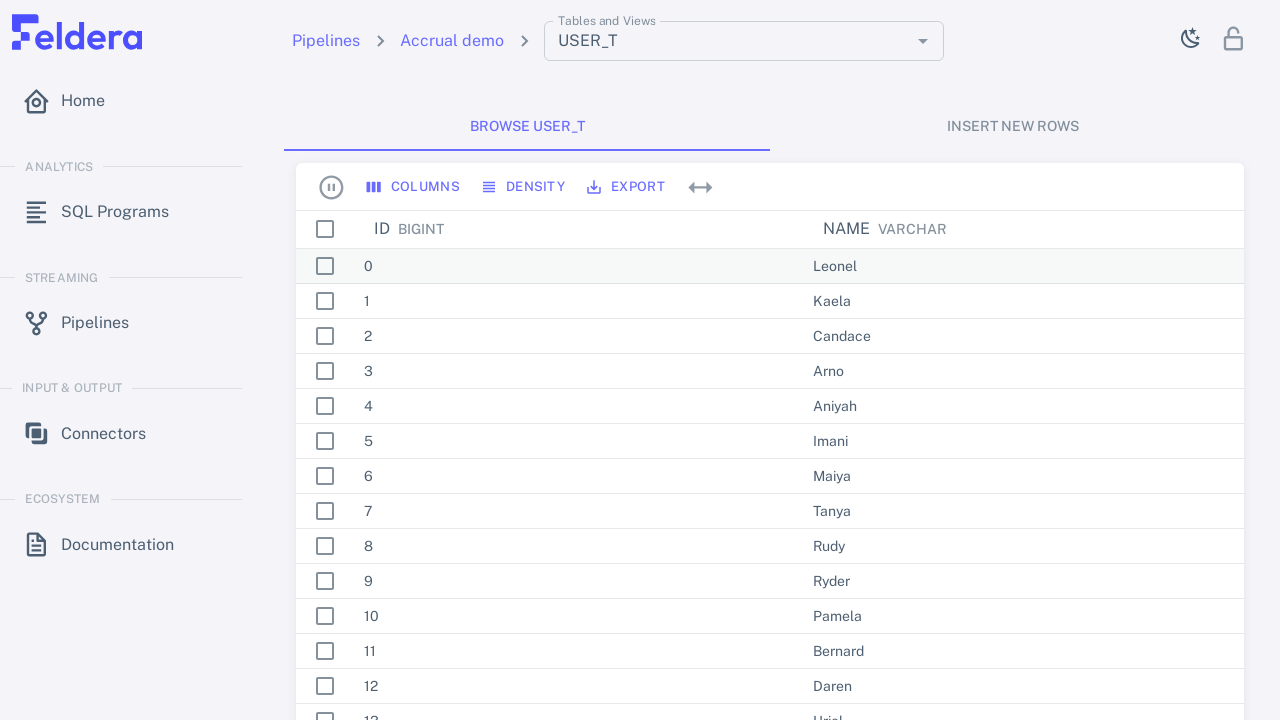 Feldera
Pipelines
Accrual demo
Tables and Views
USER_T
Home
ANALYTICS
SQL Programs
STREAMING
Pipelines
INPUT & OUTPUT
Connectors
ECOSYSTEM
Documentation
BROWSE USER_T
INSERT NEW ROWS
COLUMNS DENSITY EXPORT
ID BIGINT NAME VARCHAR
0 Leonel
1 Kaela
2 Candace
3 Arno
4 Aniyah
5 Imani
6 Maiya
7 Tanya
8 Rudy
9 Ryder
10 Pamela
11 Bernard
12 Daren